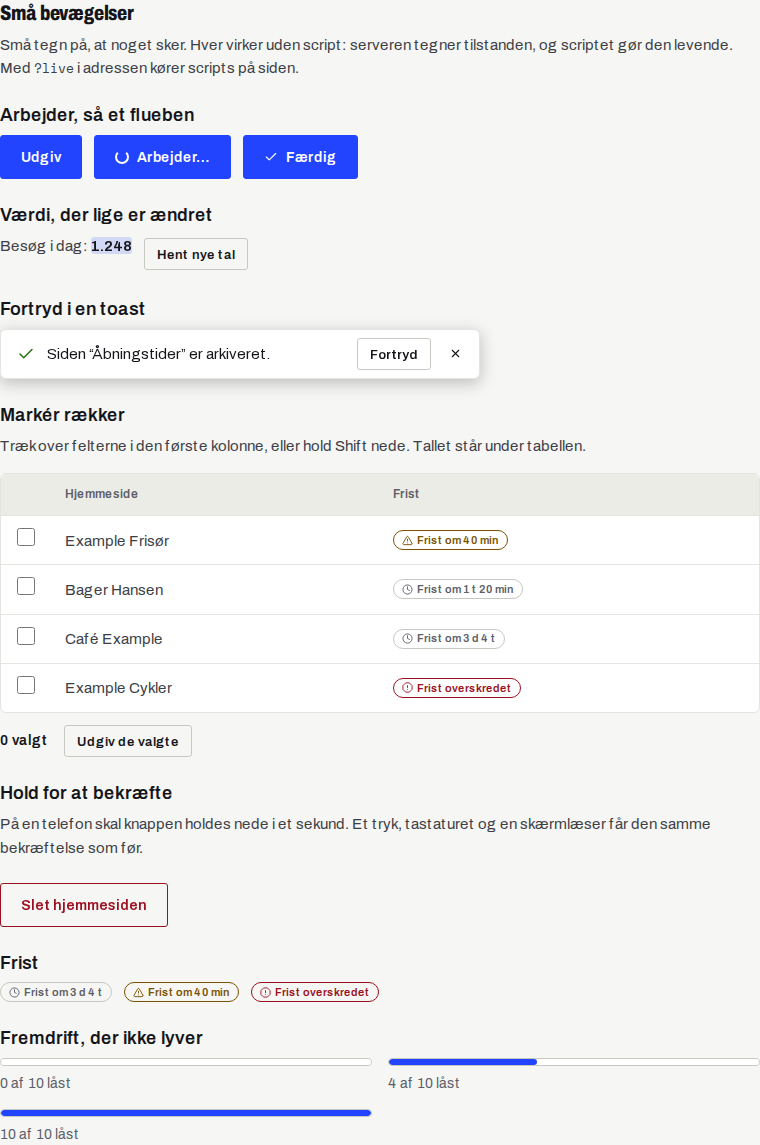 Små bevægelser
Små tegn på, at noget sker. Hver virker uden script: serveren tegner tilstanden, og scriptet gør den levende.
Med ?live i adressen kører scripts på siden.
Arbejder, så et flueben
Udgiv
Arbejder…
Færdig
Værdi, der lige er ændret
Besøg i dag: 1.248
Hent nye tal
Fortryd i en toast
Siden “Åbningstider” er arkiveret.
Fortryd
×
Markér rækker
Træk over felterne i den første kolonne, eller hold Shift nede. Tallet står under tabellen.
Hjemmeside
Frist
Example Frisør
Frist om 40 min
Bager Hansen
Frist om 1 t 20 min
Café Example
Frist om 3 d 4 t
Example Cykler
Frist overskredet
0 valgt
Udgiv de valgte
Hold for at bekræfte
På en telefon skal knappen holdes nede i et sekund. Et tryk, tastaturet og en skærmlæser får den samme
bekræftelse som før.
Slet hjemmesiden
Frist
Frist om 3 d 4 t
Frist om 40 min
Frist overskredet
Fremdrift, der ikke lyver
0 af 10 låst
4 af 10 låst
10 af 10 låst